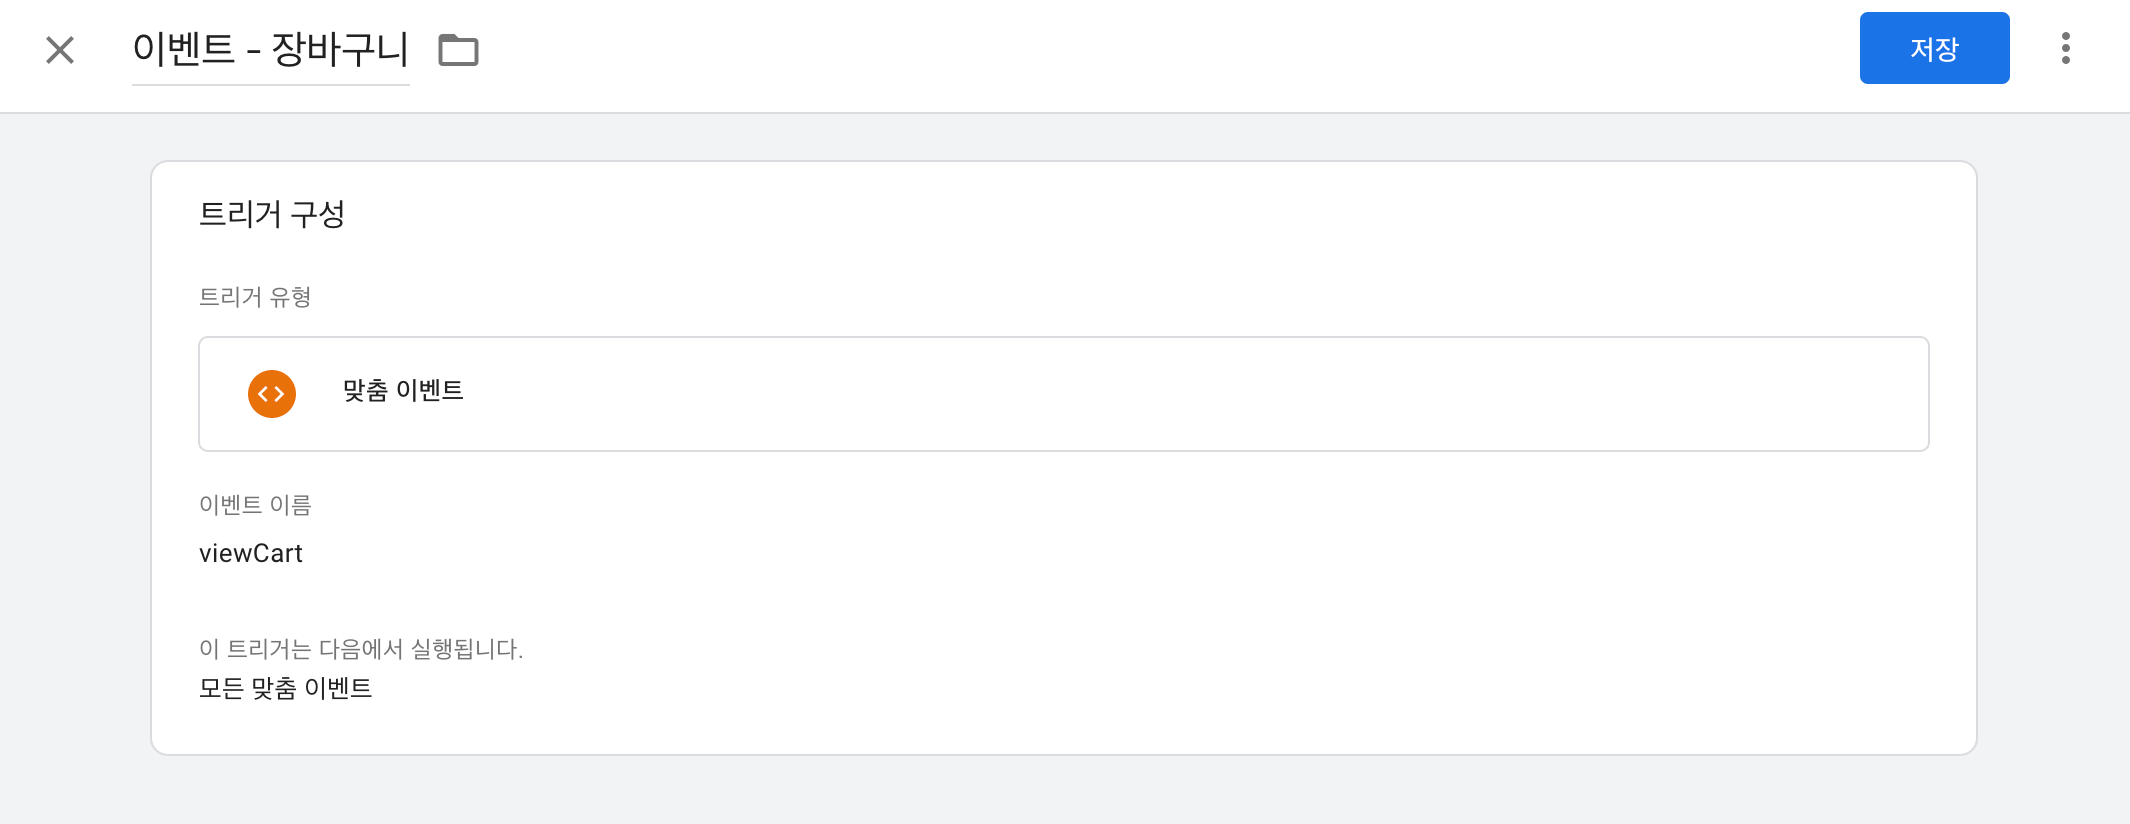 이벤트 - 장바구니
저장
트리거 구성
트리거 유형
맞춤 이벤트
이벤트 이름
viewCart
이 트리거는 다음에서 실행됩니다.
모든 맞춤 이벤트